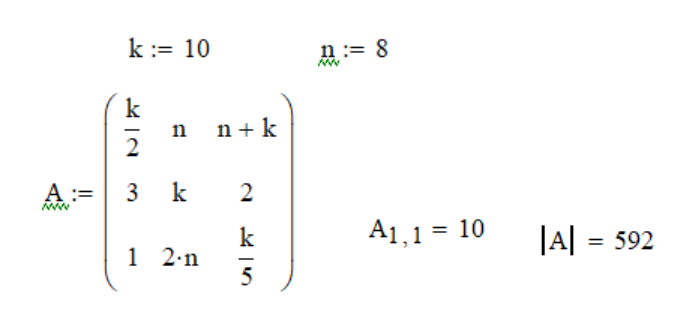 k := 10 n := 8
A := ( k/2 n n + k
3 k 2
1 2·n k/5 )
A1,1 = 10 |A| = 592